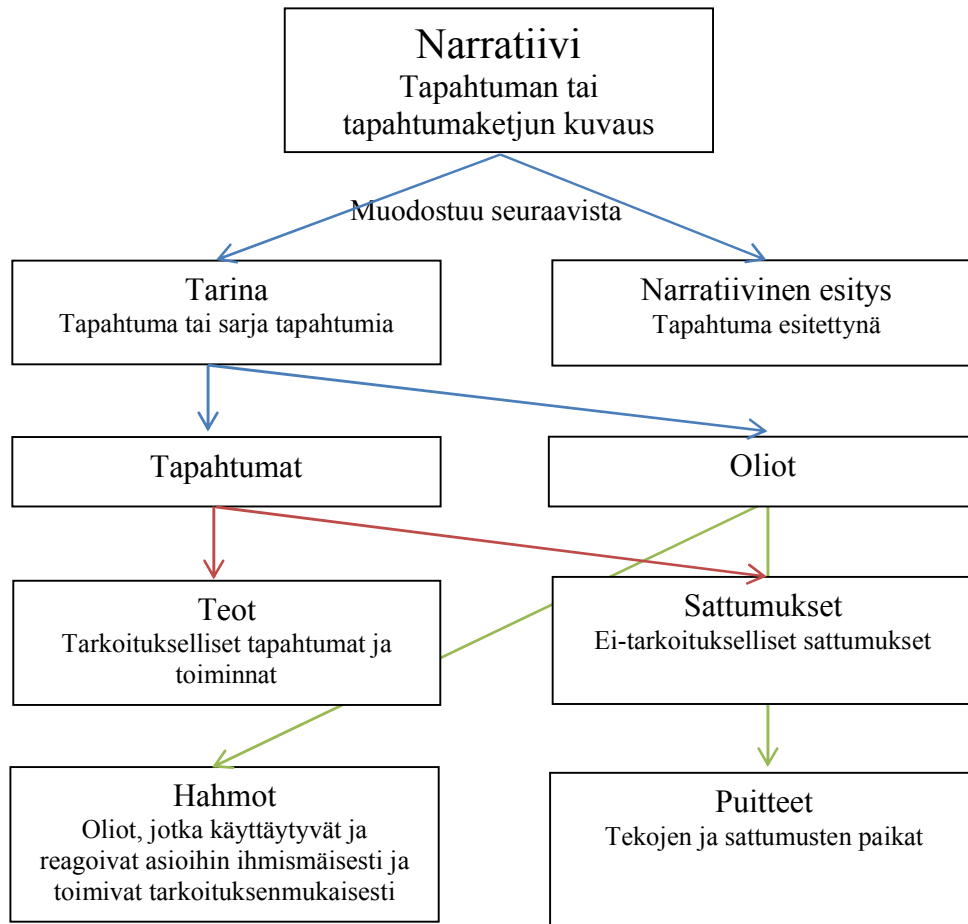 Narratiivi
Tapahtuman tai
tapahtumaketjun kuvaus
Muodostuu seuraavista
Tarina
Tapahtuma tai sarja tapahtumia
Narratiivinen esitys
Tapahtuma esitettynä
Tapahtumat
Oliot
Teot
Tarkoitukselliset tapahtumat ja
toiminnat
Sattumukset
Ei-tarkoitukselliset sattumukset
Hahmot
Oliot, jotka käyttäytyvät ja
reagoivat asioihin ihmismäisesti ja
toimivat tarkoituksenmukaisesti
Puitteet
Tekojen ja sattumusten paikat